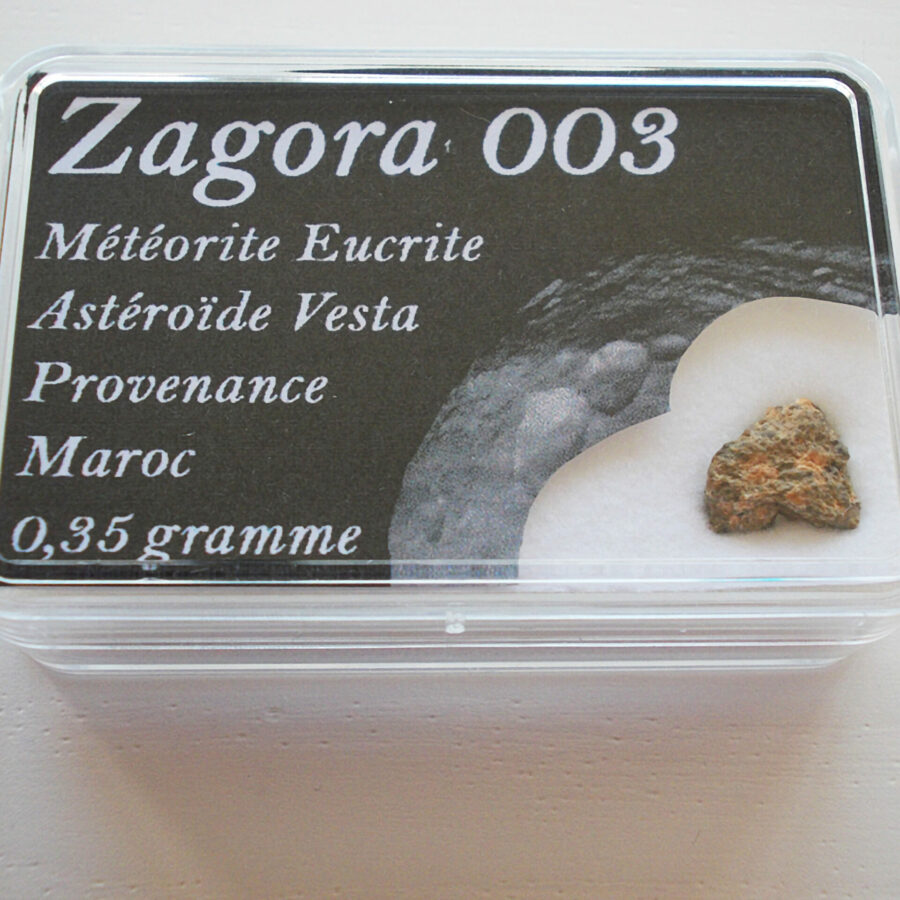 Zagora 003
Météorite Eucrite
Astéroïde Vesta
Provenance
Maroc
0,35 gramme